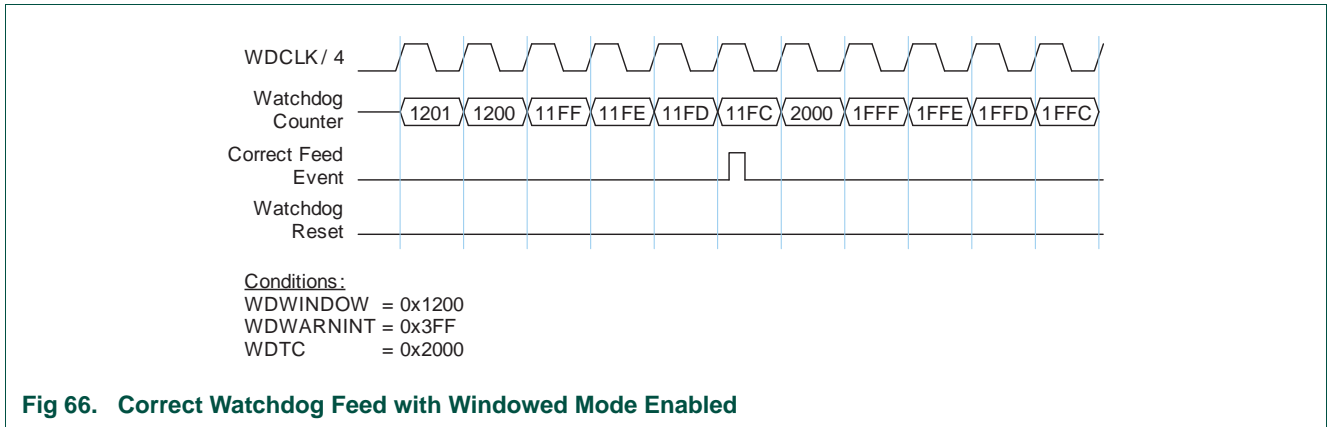 WDCLK / 4
Watchdog
Counter
1201 1200 11FF 11FE 11FD 11FC 2000 1FFF 1FFE 1FFD 1FFC
Correct Feed
Event
Watchdog
Reset
Conditions:
WDWINDOW = 0x1200
WDWARNINT = 0x3FF
WDTC = 0x2000
Fig 66. Correct Watchdog Feed with Windowed Mode Enabled